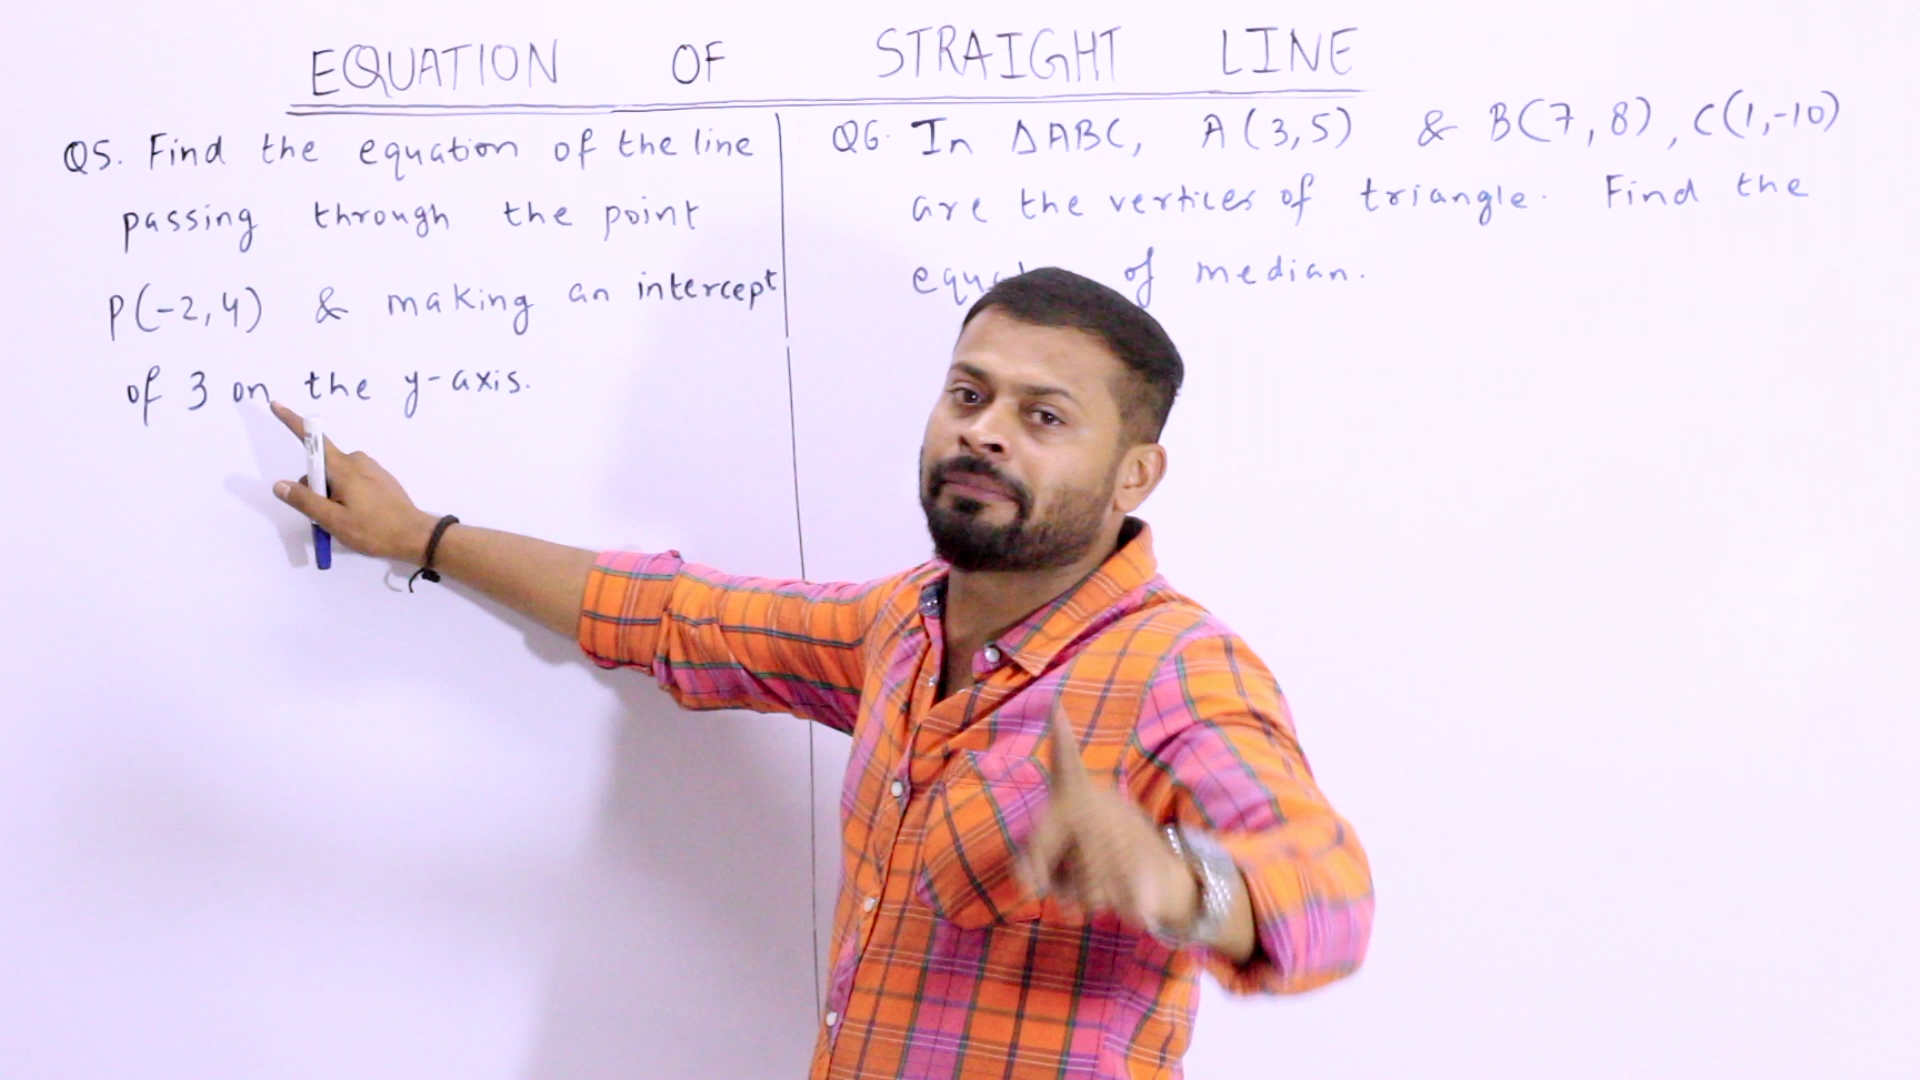 EQUATION OF STRAIGHT LINE
Q5. Find the equation of the line
passing through the point
P(-2,4) & making an intercept
of 3 on the y-axis.
Q6. In ΔABC, A(3,5) & B(7,8), C(1,-10)
are the vertices of triangle. Find the
of median.